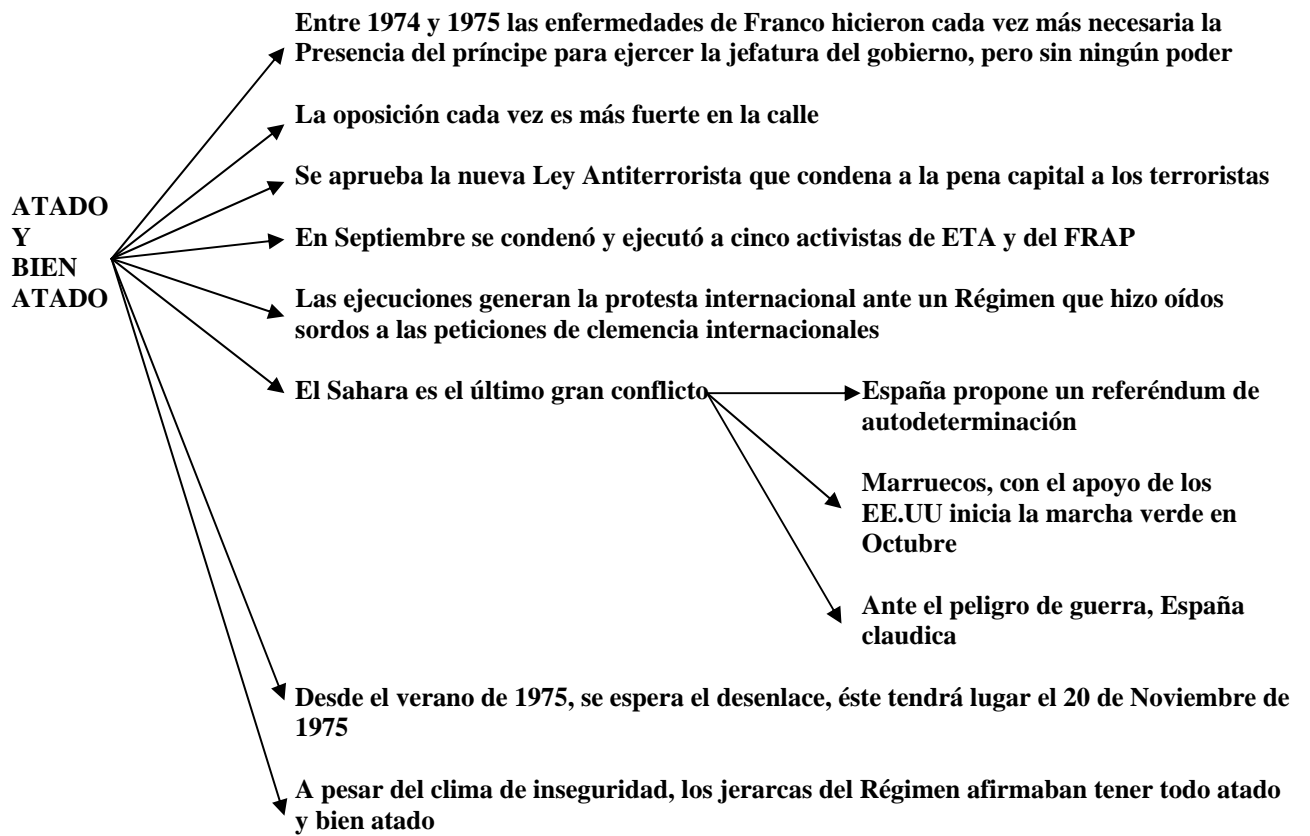 Entre 1974 y 1975 las enfermedades de Franco hicieron cada vez más necesaria la
Presencia del príncipe para ejercer la jefatura del gobierno, pero sin ningún poder
La oposición cada vez es más fuerte en la calle
Se aprueba la nueva Ley Antiterrorista que condena a la pena capital a los terroristas
ATADO
Y
BIEN
ATADO
En Septiembre se condenó y ejecutó a cinco activistas de ETA y del FRAP
Las ejecuciones generan la protesta internacional ante un Régimen que hizo oídos
sordos a las peticiones de clemencia internacionales
El Sahara es el último gran conflicto
España propone un referéndum de
autodeterminación
Marruecos, con el apoyo de los
EE.UU inicia la marcha verde en
Octubre
Ante el peligro de guerra, España
claudica
Desde el verano de 1975, se espera el desenlace, éste tendrá lugar el 20 de Noviembre de
1975
A pesar del clima de inseguridad, los jerarcas del Régimen afirmaban tener todo atado
y bien atado